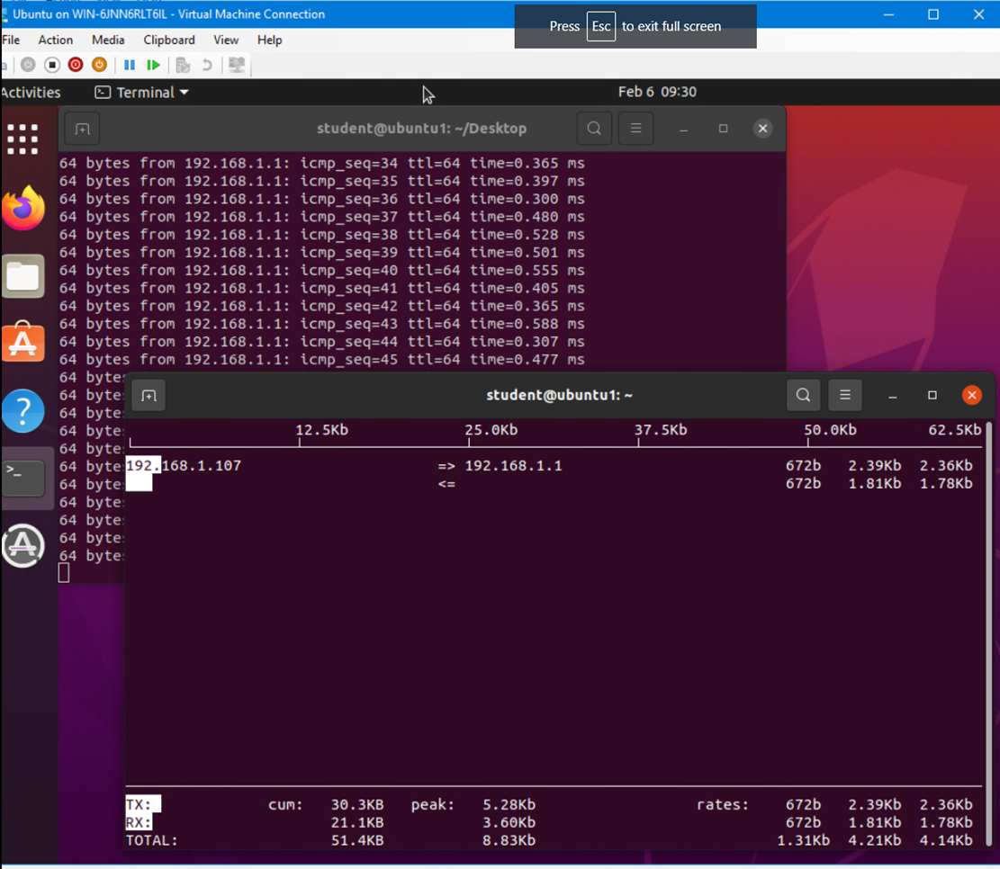 Ubuntu on WIN-6JNN6RLT6IL - Virtual Machine Connection
Press Esc to exit full screen
File Action Media Clipboard View Help
Activities Terminal Feb 6 09:30
student@ubuntu1: ~/Desktop
64 bytes from 192.168.1.1: icmp_seq=34 ttl=64 time=0.365 ms
64 bytes from 192.168.1.1: icmp_seq=35 ttl=64 time=0.397 ms
64 bytes from 192.168.1.1: icmp_seq=36 ttl=64 time=0.300 ms
64 bytes from 192.168.1.1: icmp_seq=37 ttl=64 time=0.480 ms
64 bytes from 192.168.1.1: icmp_seq=38 ttl=64 time=0.528 ms
64 bytes from 192.168.1.1: icmp_seq=39 ttl=64 time=0.501 ms
64 bytes from 192.168.1.1: icmp_seq=40 ttl=64 time=0.555 ms
64 bytes from 192.168.1.1: icmp_seq=41 ttl=64 time=0.405 ms
64 bytes from 192.168.1.1: icmp_seq=42 ttl=64 time=0.365 ms
64 bytes from 192.168.1.1: icmp_seq=43 ttl=64 time=0.588 ms
64 bytes from 192.168.1.1: icmp_seq=44 ttl=64 time=0.307 ms
64 bytes from 192.168.1.1: icmp_seq=45 ttl=64 time=0.477 ms
64 byte
64 byte
64 byte
64 byte
64 byte
64 byte
64 byte
64 byte
64 byte
64 byte
64 byte
student@ubuntu1: ~
12.5Kb 25.0Kb 37.5Kb 50.0Kb 62.5Kb
192.168.1.107 => 192.168.1.1 672b 2.39Kb 2.36Kb
<= 672b 1.81Kb 1.78Kb
TX: cum: 30.3KB peak: 5.28Kb rates: 672b 2.39Kb 2.36Kb
RX: 21.1KB 3.60Kb 672b 1.81Kb 1.78Kb
TOTAL: 51.4KB 8.83Kb 1.31Kb 4.21Kb 4.14Kb